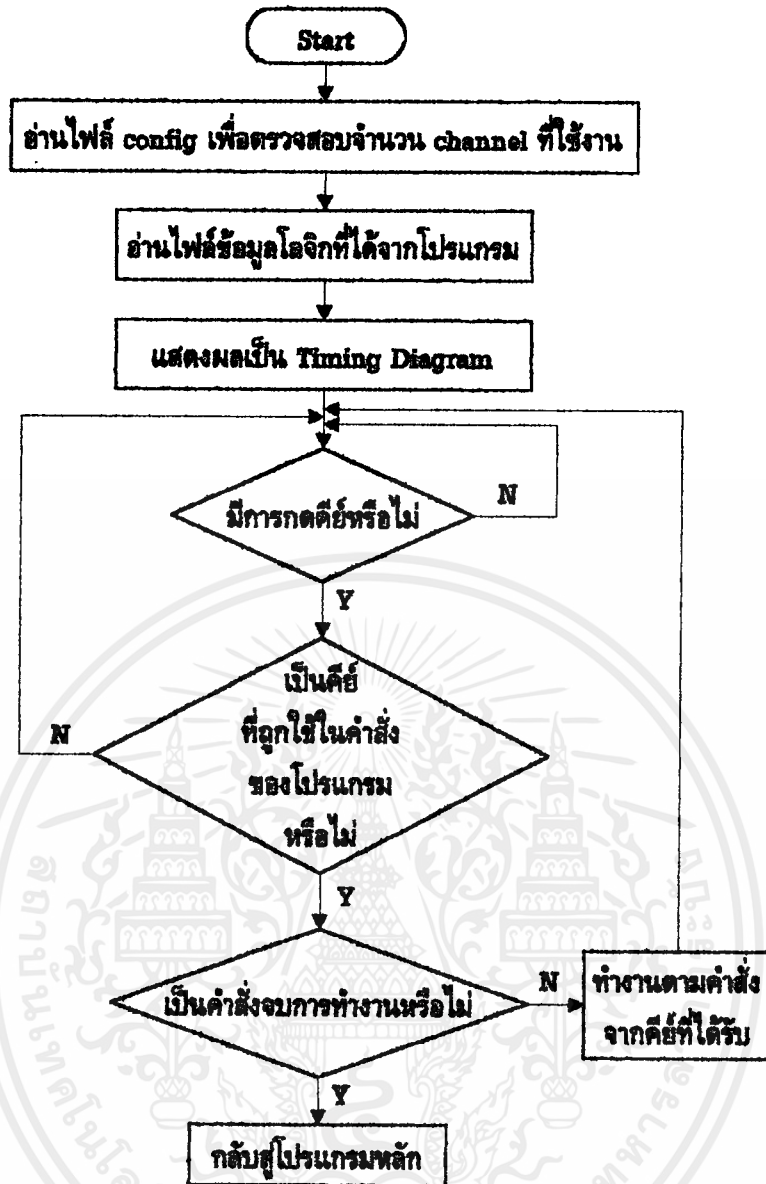 Start
อ่านไฟล์ config เพื่อตรวจสอบจำนวน channel ที่ใช้งาน
อ่านไฟล์ข้อมูลโลจิกที่ได้จากโปรแกรม
แสดงผลเป็น Timing Diagram
มีการกดคีย์หรือไม่
N
Y
เป็นคีย์
ที่ถูกใช้ในคำสั่ง
ของโปรแกรม
หรือไม่
N
Y
เป็นคำสั่งจบการทำงานหรือไม่
N
ทำงานตามคำสั่ง
จากคีย์ที่ได้รับ
Y
กลับสู่โปรแกรมหลัก